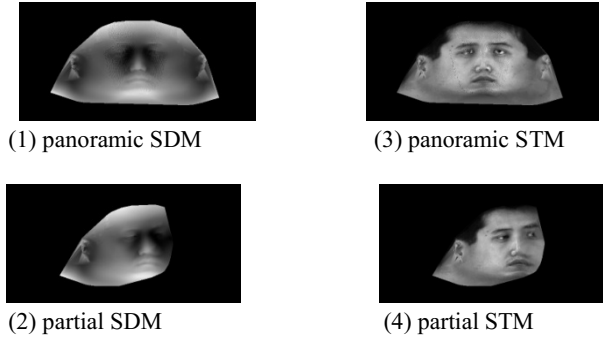 (1) panoramic SDM
(3) panoramic STM
(2) partial SDM
(4) partial STM